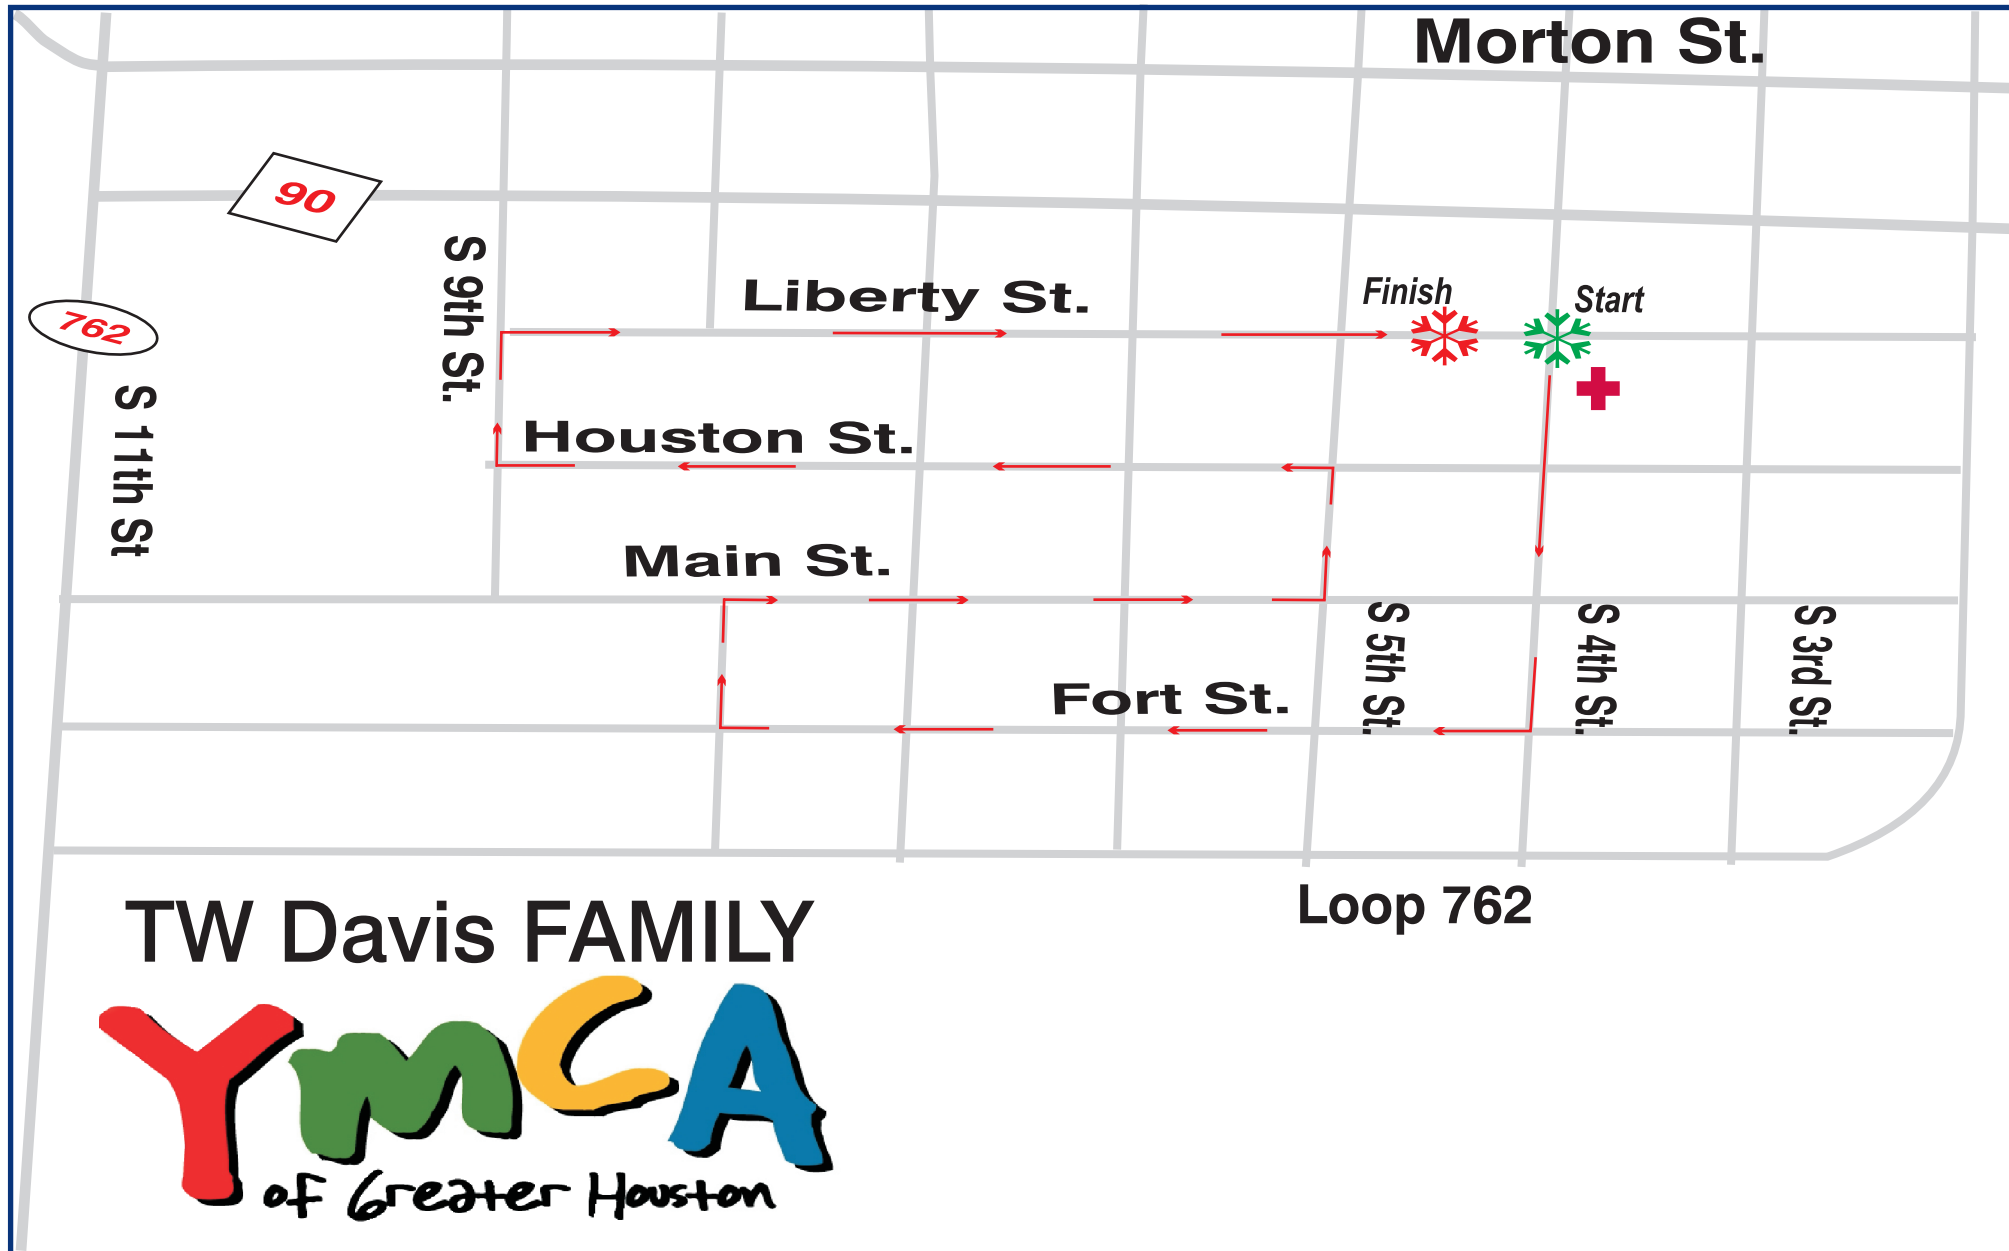 Morton St.
90
S 9th St.
Liberty St.
Finish
Start
762
S 11th St
Houston St.
Main St.
S 5th St.
S 4th St.
S 3rd St.
Fort St.
Loop 762
TW Davis FAMILY
YMCA
of Greater Houston